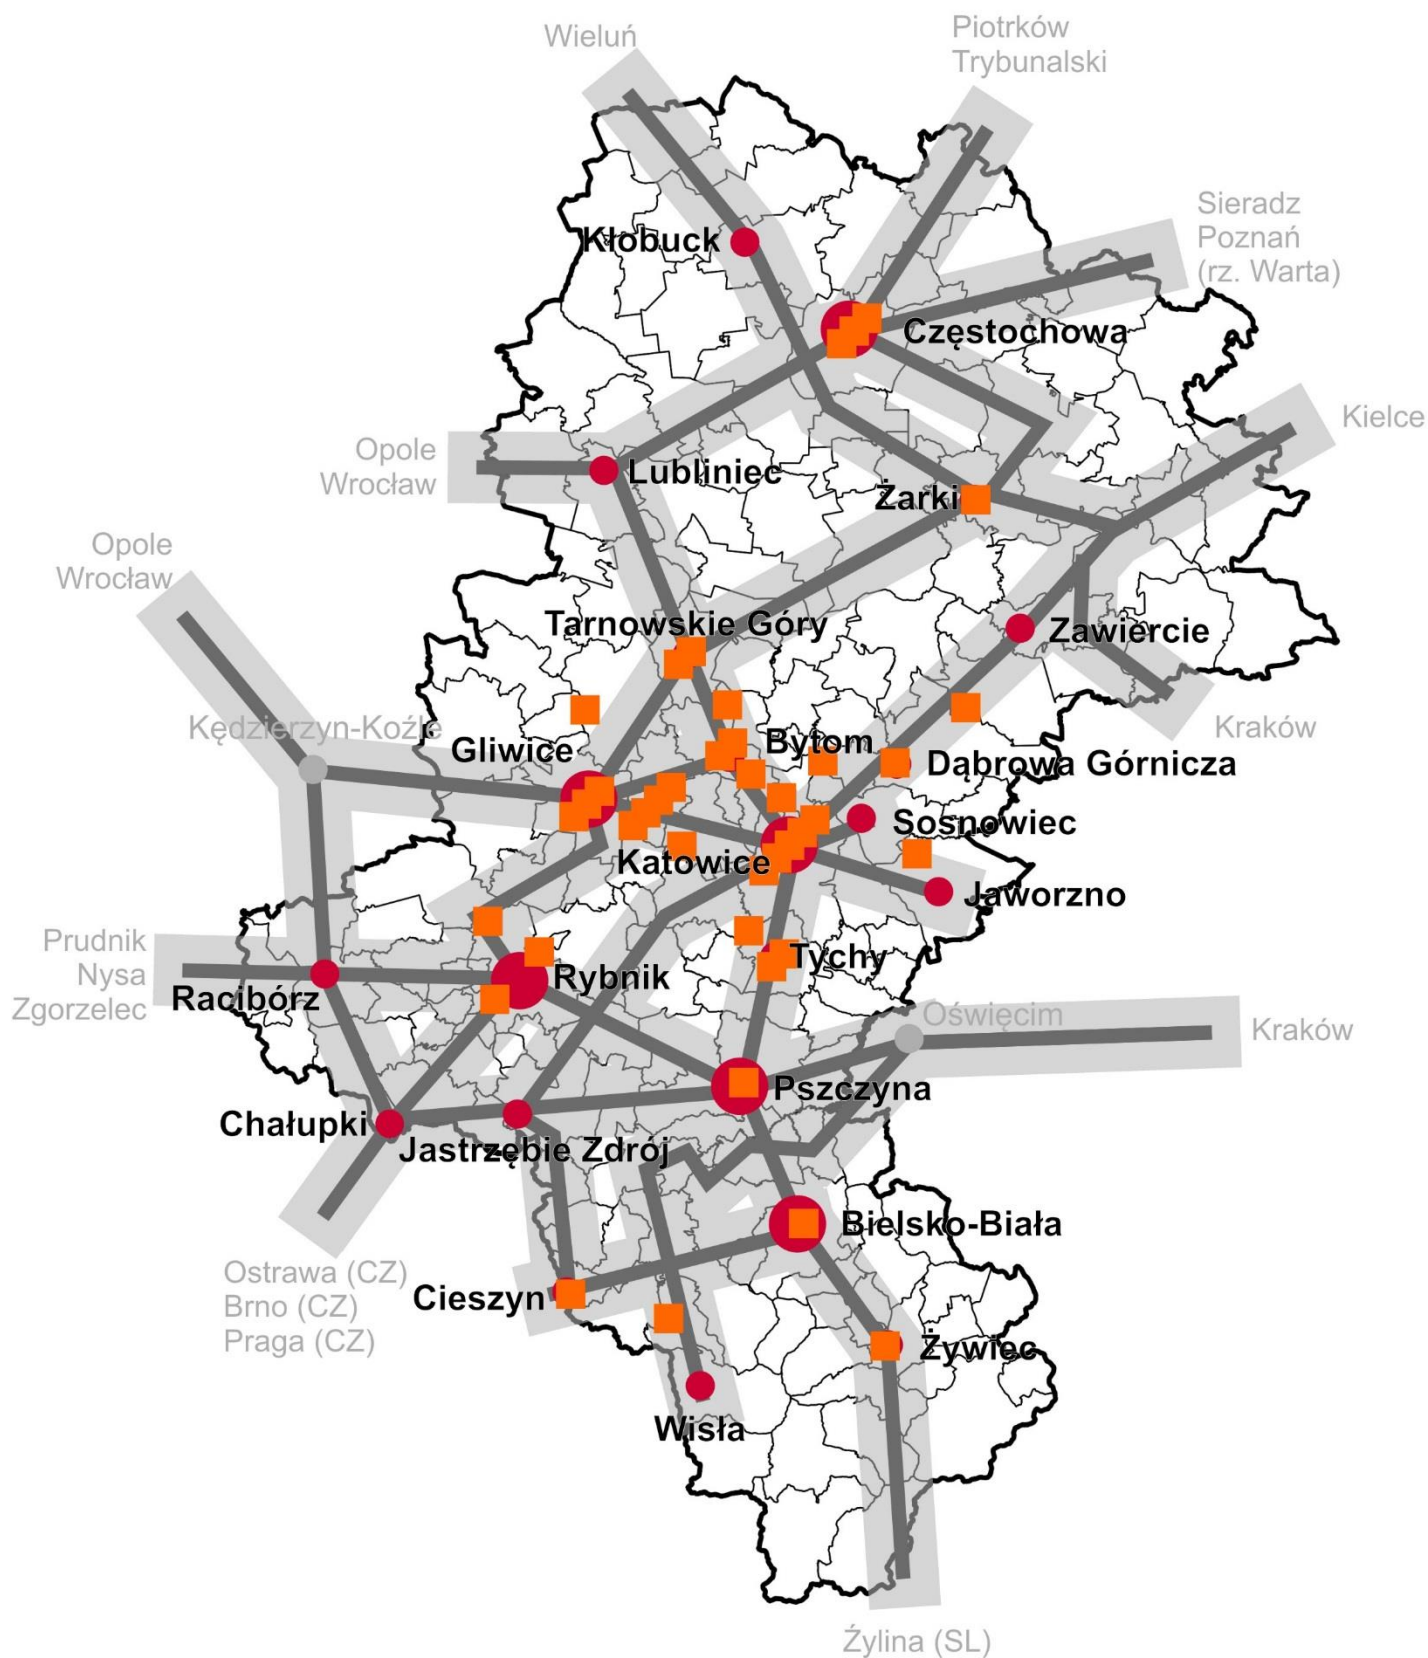 Wieluń
Piotrków
Trybunalski
Sieradz
Poznań
(rz. Warta)
Kłobuck
Częstochowa
Kielce
Opole
Wrocław
Lubliniec
Żarki
Opole
Wrocław
Tarnowskie Góry
Zawiercie
Kraków
Kędzierzyn-Koźle
Gliwice
Bytom
Dąbrowa Górnicza
Sosnowiec
Katowice
Jaworzno
Prudnik
Nysa
Zgorzelec
Racibórz
Rybnik
Tychy
Oświęcim
Kraków
Pszczyna
Chałupki
Jastrzębie Zdrój
Bielsko-Biała
Ostrawa (CZ)
Brno (CZ)
Praga (CZ)
Cieszyn
Żywiec
Wisła
Źylina (SL)